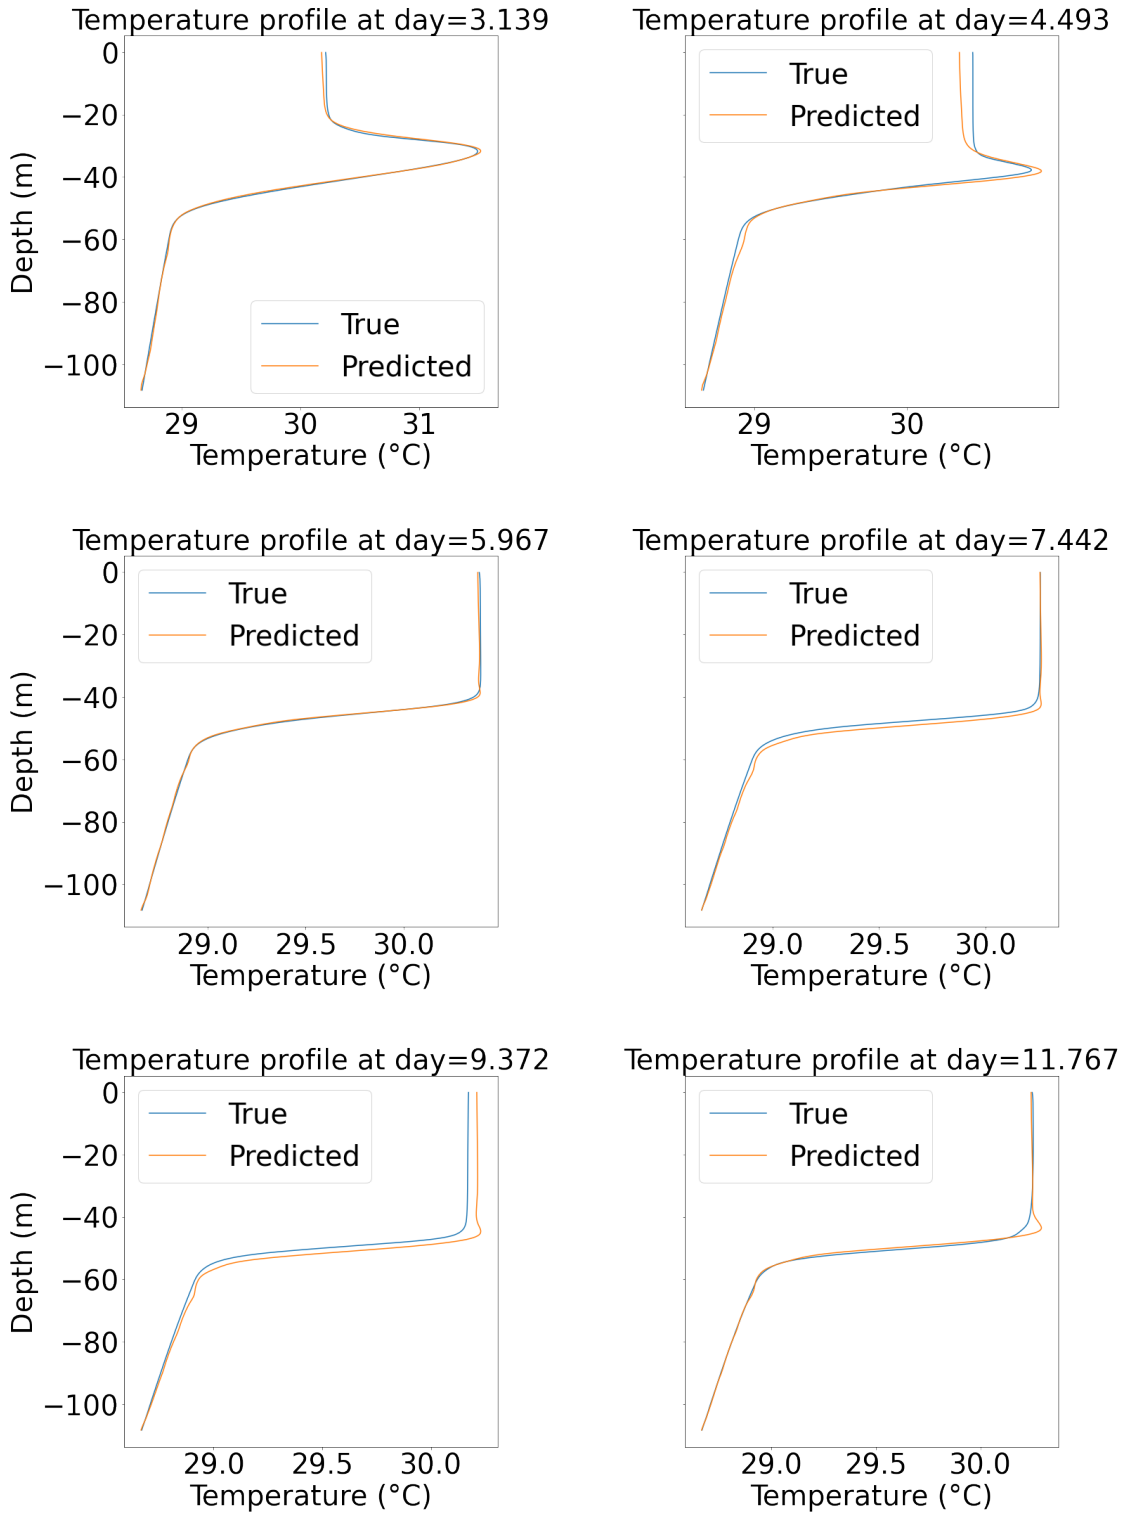 Temperature profile at day=3.139
0
−20
−40
−60
−80
−100
Depth (m)
True
Predicted
29 30 31
Temperature (°C)
Temperature profile at day=4.493
True
Predicted
29 30
Temperature (°C)
Temperature profile at day=5.967
0
−20
−40
−60
−80
−100
Depth (m)
True
Predicted
29.0 29.5 30.0
Temperature (°C)
Temperature profile at day=7.442
True
Predicted
29.0 29.5 30.0
Temperature (°C)
Temperature profile at day=9.372
0
−20
−40
−60
−80
−100
Depth (m)
True
Predicted
29.0 29.5 30.0
Temperature (°C)
Temperature profile at day=11.767
True
Predicted
29.0 29.5 30.0
Temperature (°C)